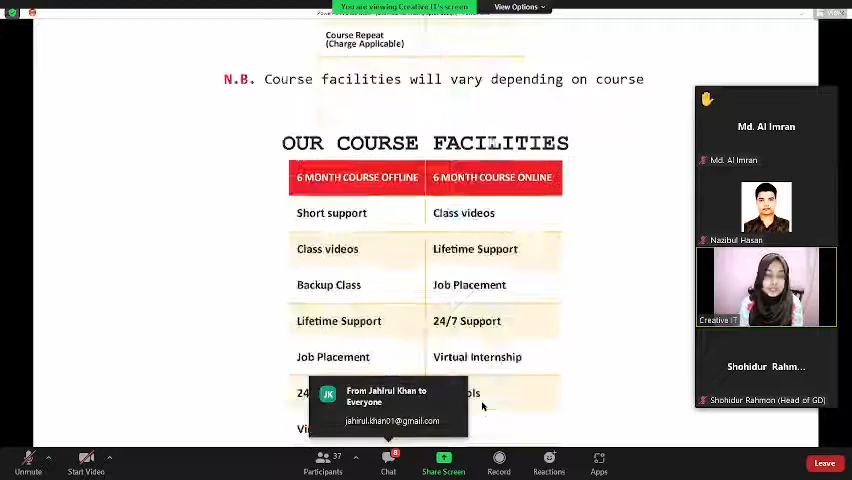 You are viewing Creative IT's screen
View Options
Course Repeat
(Charge Applicable)
N.B. Course facilities will vary depending on course
OUR COURSE FACILITIES
6 MONTH COURSE OFFLINE
6 MONTH COURSE ONLINE
Short support
Class videos
Class videos
Lifetime Support
Backup Class
Job Placement
Lifetime Support
24/7 Support
Job Placement
Virtual Internship
24
ols
From Jahirul Khan to
Everyone
jahirul.khan01@gmail.com
JK
Md. Al Imran
Md. Al Imran
Nazibul Hasan
Creative IT
Shohidur Rahm...
Shohidur Rahmon (Head of GD)
Unmute
Start Video
Participants
37
Chat
8
Share Screen
Record
Reactions
Apps
Leave